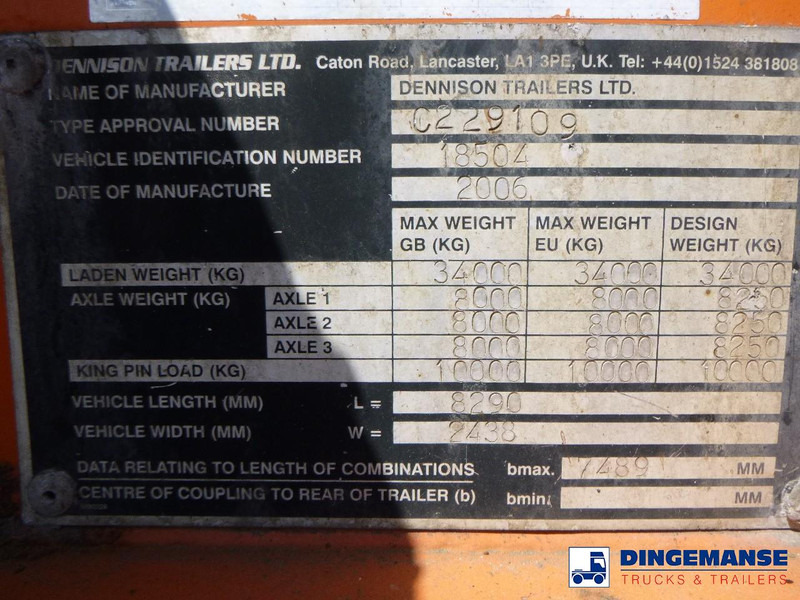 DENNISON TRAILERS LTD. Caton Road, Lancaster, LA1 3PE, U.K. Tel: +44(0)1524 381808
NAME OF MANUFACTURER DENNISON TRAILERS LTD.
TYPE APPROVAL NUMBER C229109
VEHICLE IDENTIFICATION NUMBER 18504
DATE OF MANUFACTURE 2006
MAX WEIGHT GB (KG) MAX WEIGHT EU (KG) DESIGN WEIGHT (KG)
LADEN WEIGHT (KG) 34000 34000 34000
AXLE WEIGHT (KG) AXLE 1 8000 8000 8250
AXLE 2 8000 8000 8250
AXLE 3 8000 8000 8250
KING PIN LOAD (KG) 10000 10000 10000
VEHICLE LENGTH (MM) L = 8290
VEHICLE WIDTH (MM) W = 2438
DATA RELATING TO LENGTH OF COMBINATIONS bmax. 7489 MM
CENTRE OF COUPLING TO REAR OF TRAILER (b) bmin. MM
DINGEMANSE
TRUCKS & TRAILERS